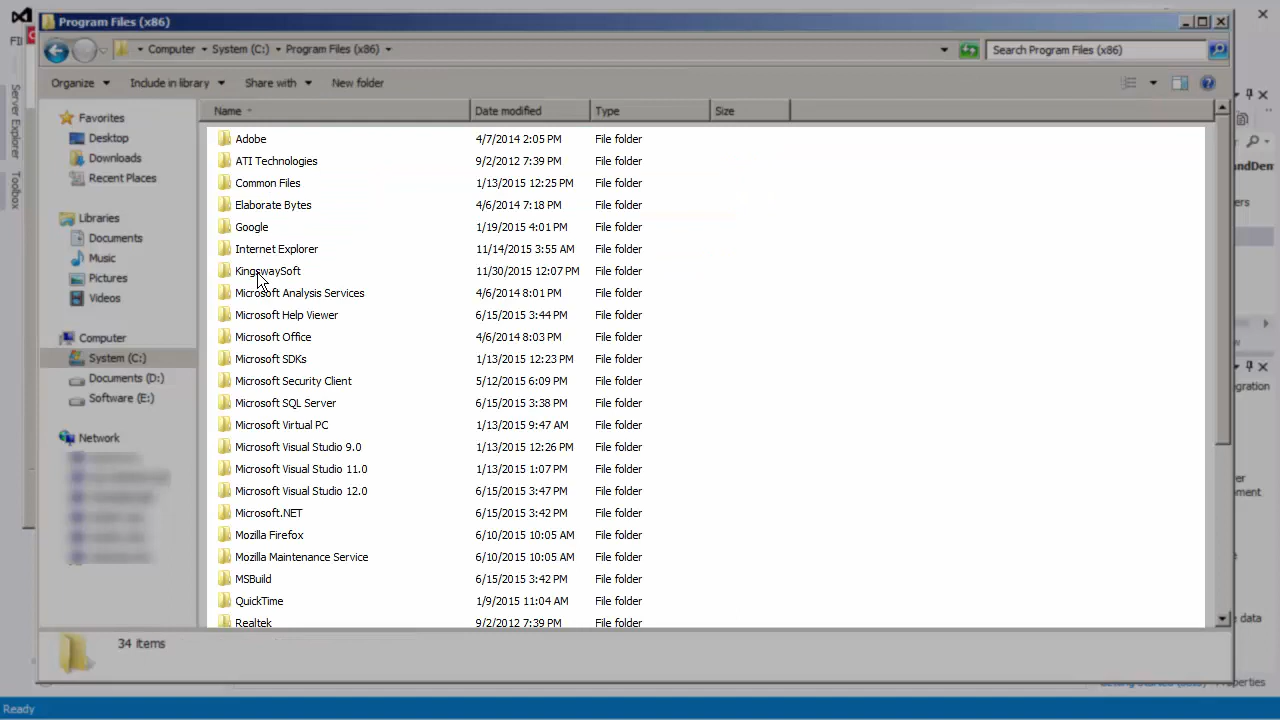 Program Files (x86)
FI
Computer System (C:) Program Files (x86)
Search Program Files (x86)
Organize Include in library Share with New folder
Server Explorer
Toolbox
Name Date modified Type Size
Favorites
Desktop
Downloads
Recent Places
Libraries
Documents
Music
Pictures
Videos
Computer
System (C:)
Documents (D:)
Software (E:)
Network
Adobe 4/7/2014 2:05 PM File folder
ATI Technologies 9/2/2012 7:39 PM File folder
Common Files 1/13/2015 12:25 PM File folder
Elaborate Bytes 4/6/2014 7:18 PM File folder
Google 1/19/2015 4:01 PM File folder
Internet Explorer 11/14/2015 3:55 AM File folder
KingswaySoft 11/30/2015 12:07 PM File folder
Microsoft Analysis Services 4/6/2014 8:01 PM File folder
Microsoft Help Viewer 6/15/2015 3:44 PM File folder
Microsoft Office 4/6/2014 8:03 PM File folder
Microsoft SDKs 1/13/2015 12:23 PM File folder
Microsoft Security Client 5/12/2015 6:09 PM File folder
Microsoft SQL Server 6/15/2015 3:38 PM File folder
Microsoft Virtual PC 1/13/2015 9:47 AM File folder
Microsoft Visual Studio 9.0 1/13/2015 12:26 PM File folder
Microsoft Visual Studio 11.0 1/13/2015 1:07 PM File folder
Microsoft Visual Studio 12.0 6/15/2015 3:47 PM File folder
Microsoft.NET 6/15/2015 3:42 PM File folder
Mozilla Firefox 6/10/2015 10:05 AM File folder
Mozilla Maintenance Service 6/10/2015 10:05 AM File folder
MSBuild 6/15/2015 3:42 PM File folder
QuickTime 1/9/2015 11:04 AM File folder
Realtek 9/2/2012 7:39 PM File folder
34 items
andDem
ers
gration
er
ement
e data
Properties
Ready